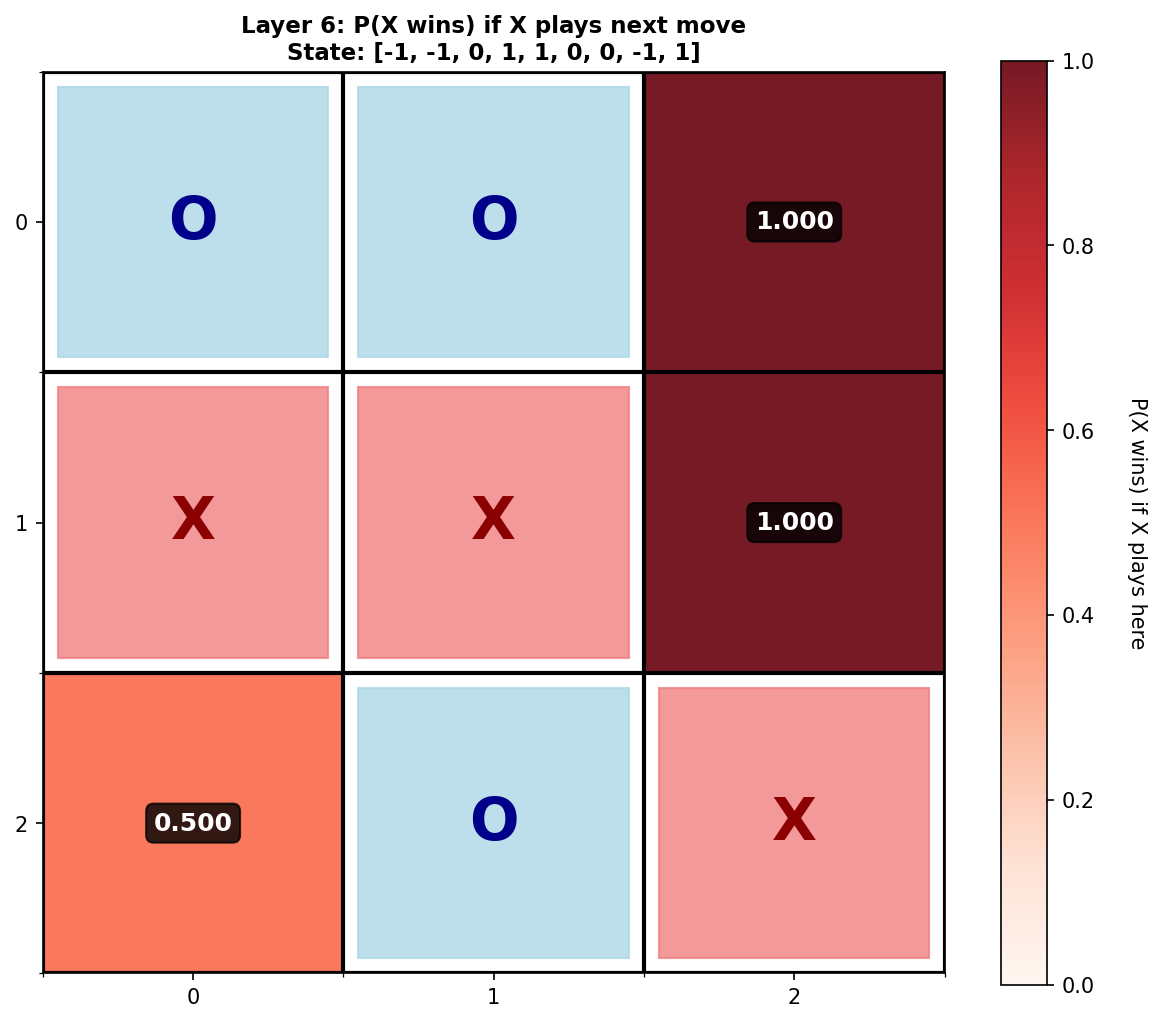 Layer 6: P(X wins) if X plays next move
State: [-1, -1, 0, 1, 1, 0, 0, -1, 1]
0
O
O
1.000
1
X
X
1.000
2
0.500
O
X
0
1
2
1.0
0.8
0.6
0.4
0.2
0.0
P(X wins) if X plays here